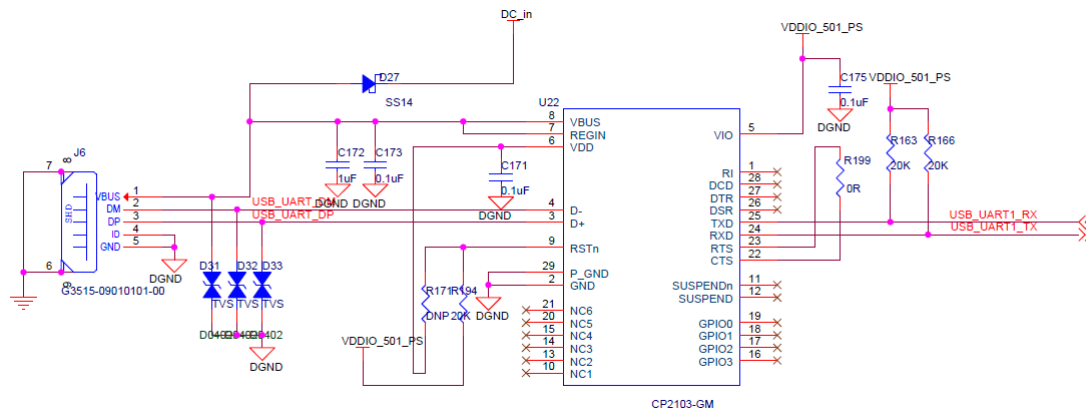 DC_in
VDDIO_501_PS
D27
SS14
C175
0.1uF
DGND
VDDIO_501_PS
U22
8 VBUS
7 REGIN
6 VDD
VIO 5
C172
1uF
DGND
C173
0.1uF
DGND
C171
0.1uF
DGND
R163
20K
R166
20K
R199
0R
J6
7
8
SHD
6
9
VBUS 1
DM 2
DP 3
ID 4
GND 5
G3515-09010101-00
USB_UART_DM
USB_UART_DP
DGND
4 D-
3 D+
9 RSTn
29 P_GND
2 GND
21 NC6
20 NC5
15 NC4
14 NC3
13 NC2
10 NC1
RI 1
DCD 28
DTR 27
DSR 26
TXD 25
RXD 24
RTS 23
CTS 22
SUSPENDn 11
SUSPEND 12
GPIO0 19
GPIO1 18
GPIO2 17
GPIO3 16
USB_UART1_RX
USB_UART1_TX
D31
TVS
D32
TVS
D33
TVS
DGND
R171
DNP
R194
20K
DGND
VDDIO_501_PS
CP2103-GM